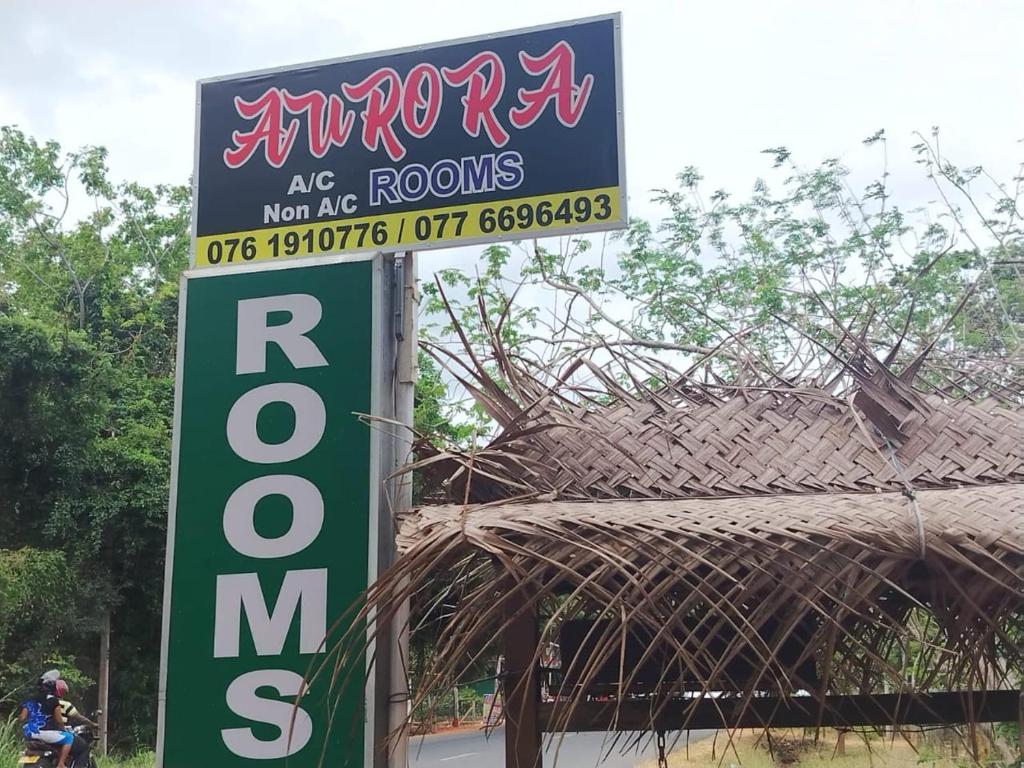 AURORA
A/C
Non A/C ROOMS
076 1910776 / 077 6696493
ROOMS